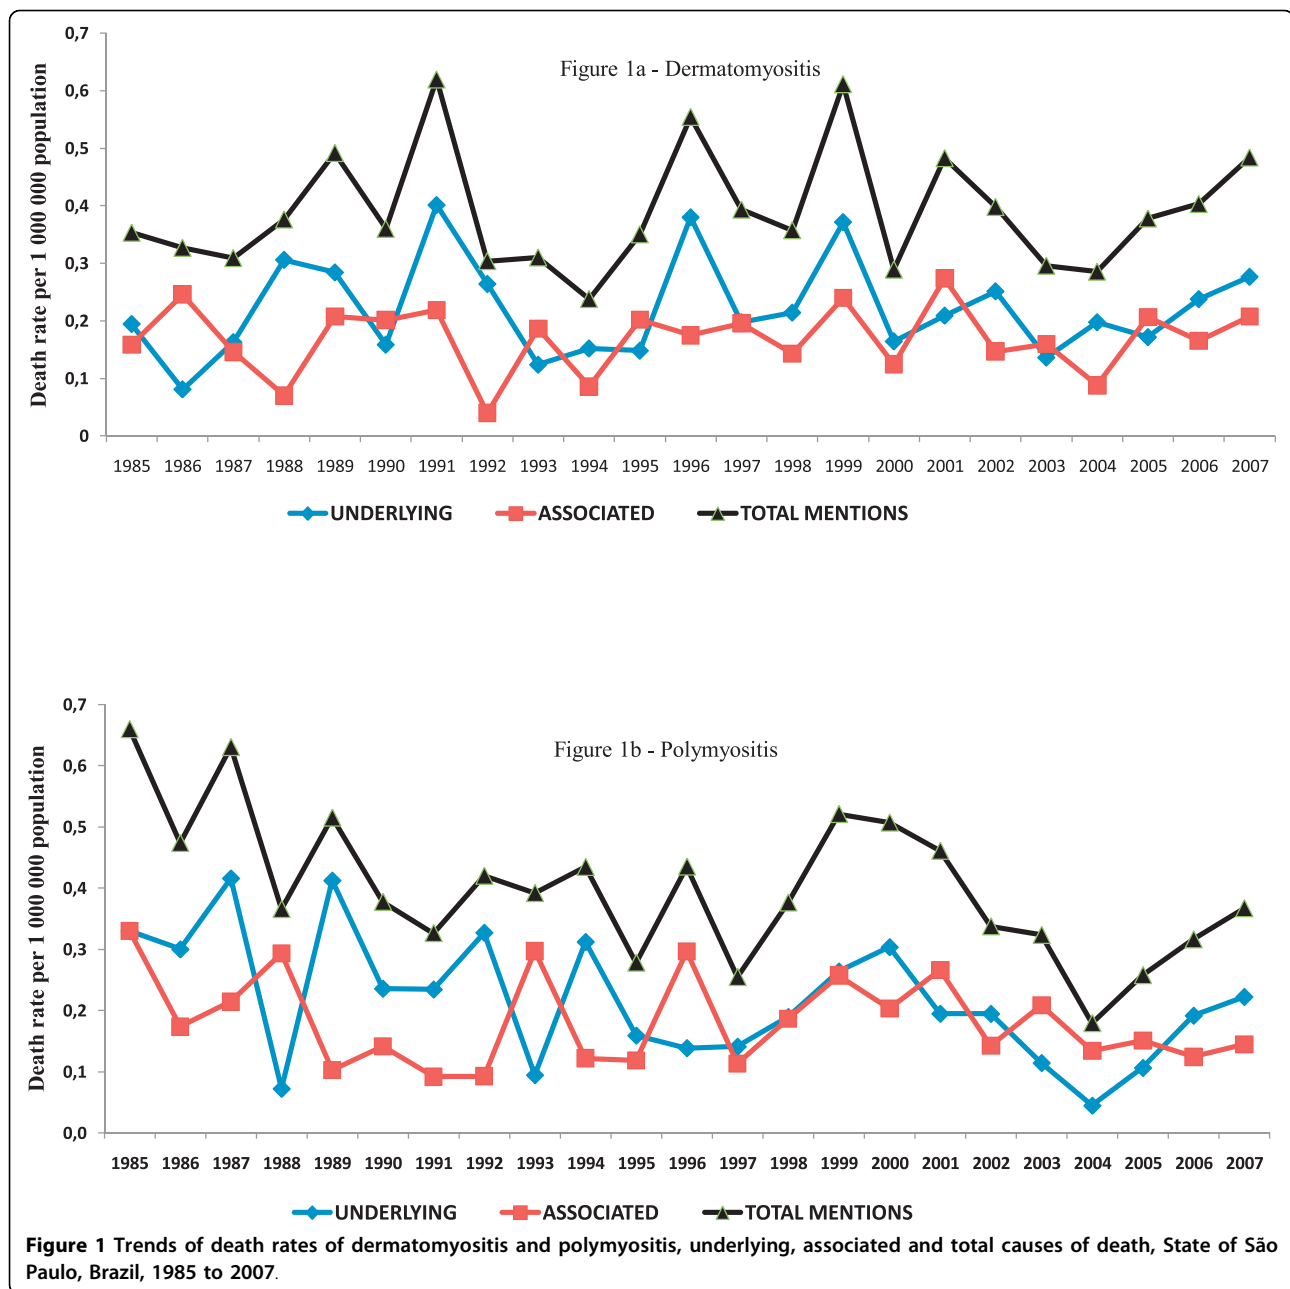 Figure 1a - Dermatomyositis
Death rate per 1 000 000 population
0,7
0,6
0,5
0,4
0,3
0,2
0,1
0
1985 1986 1987 1988 1989 1990 1991 1992 1993 1994 1995 1996 1997 1998 1999 2000 2001 2002 2003 2004 2005 2006 2007
UNDERLYING ASSOCIATED TOTAL MENTIONS
Figure 1b - Polymyositis
Death rate per 1 000 000 population
0,7
0,6
0,5
0,4
0,3
0,2
0,1
0,0
1985 1986 1987 1988 1989 1990 1991 1992 1993 1994 1995 1996 1997 1998 1999 2000 2001 2002 2003 2004 2005 2006 2007
UNDERLYING ASSOCIATED TOTAL MENTIONS
Figure 1 Trends of death rates of dermatomyositis and polymyositis, underlying, associated and total causes of death, State of São
Paulo, Brazil, 1985 to 2007.